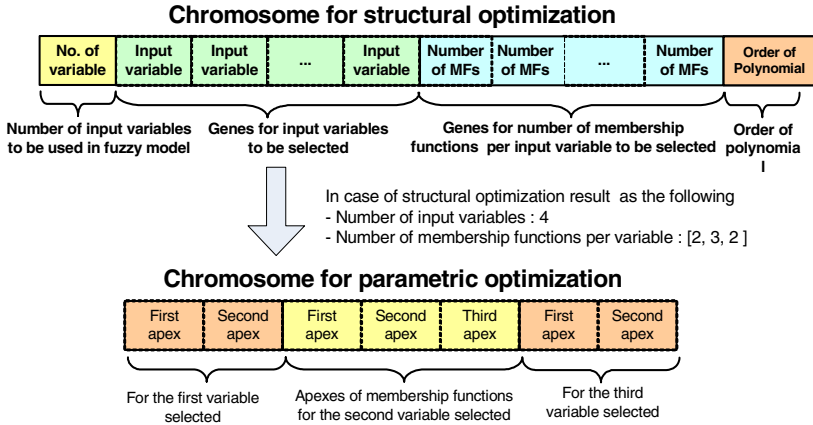 Chromosome for structural optimization
No. of variable
Input variable
Input variable
...
Input variable
Number of MFs
Number of MFs
...
Number of MFs
Order of Polynomial
Number of input variables
to be used in fuzzy model
Genes for input variables
to be selected
Genes for number of membership
functions per input variable to be selected
Order of
polynomia
l
In case of structural optimization result as the following
- Number of input variables : 4
- Number of membership functions per variable : [2, 3, 2 ]
Chromosome for parametric optimization
First apex
Second apex
First apex
Second apex
Third apex
First apex
Second apex
For the first variable
selected
Apexes of membership functions
for the second variable selected
For the third
variable selected